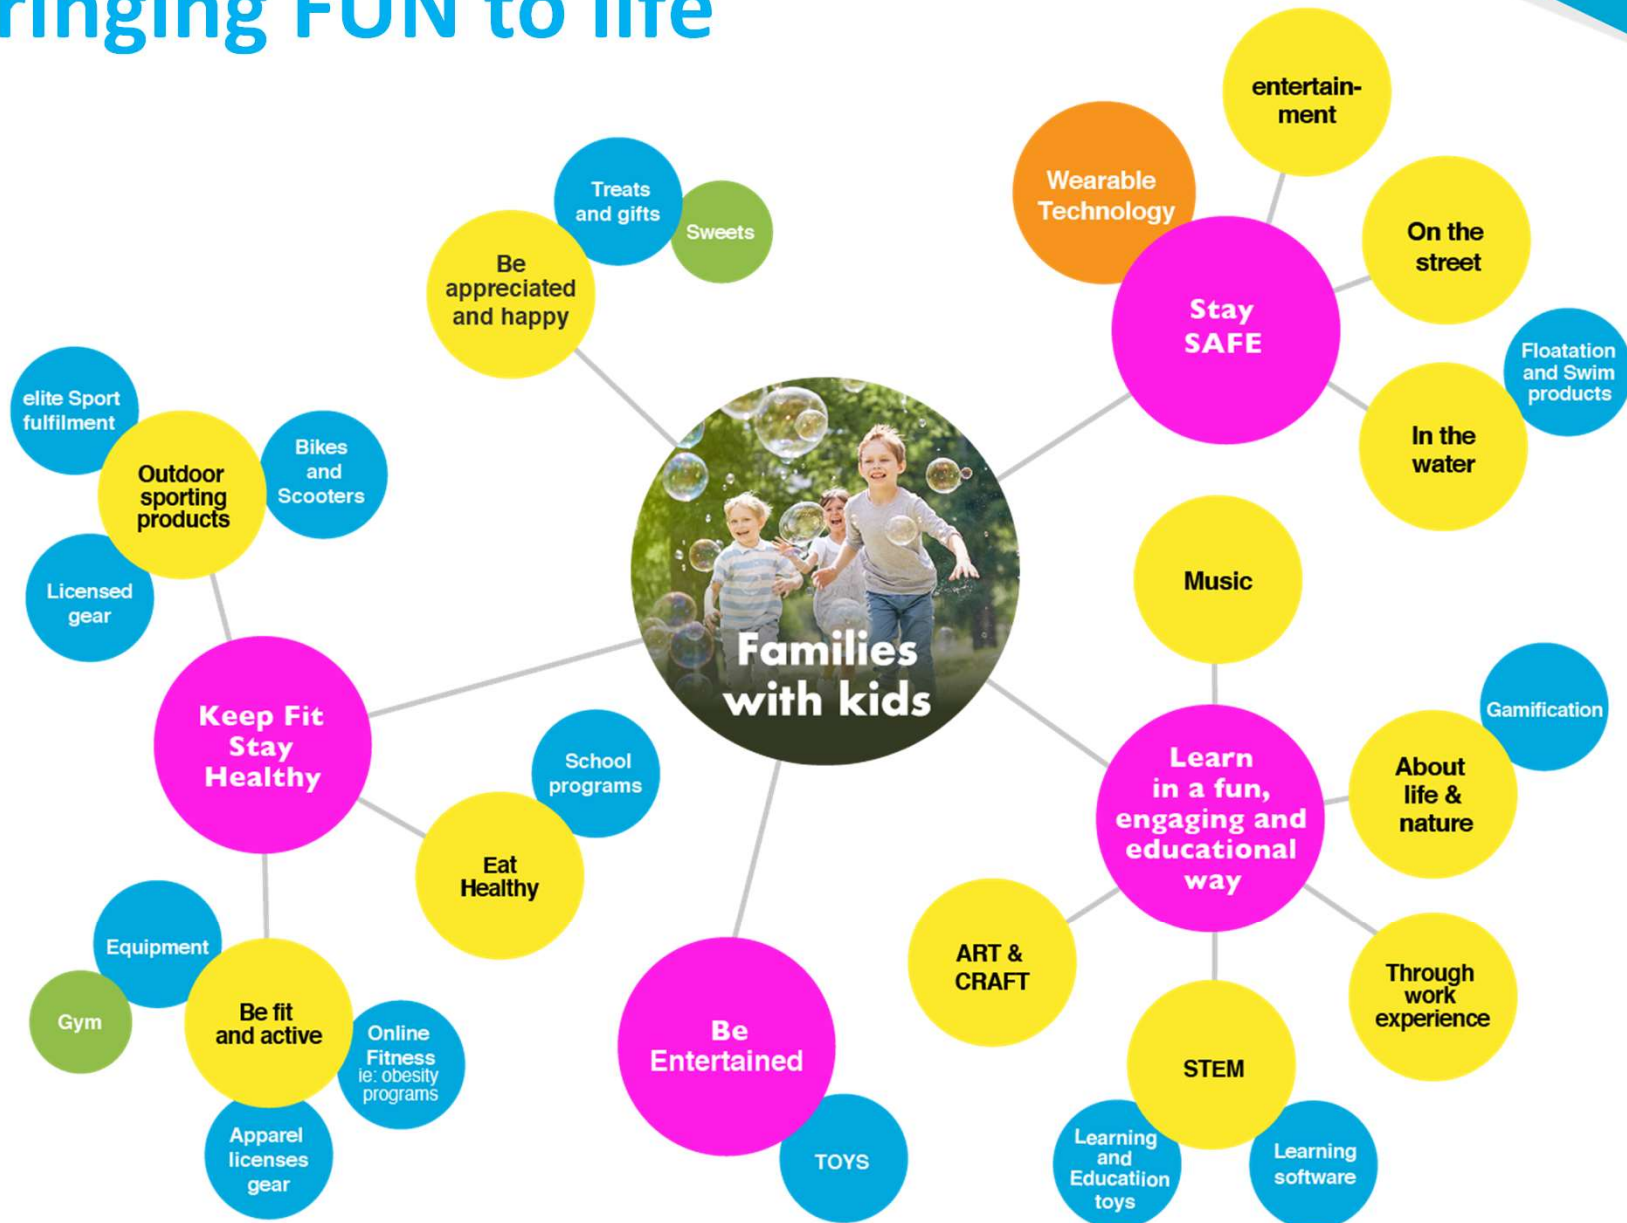 ringing FUN to life
entertain-
ment
Wearable
Technology
On the
street
Stay
SAFE
Floatation
and Swim
products
In the
water
Treats
and gifts
Sweets
Be
appreciated
and happy
elite Sport
fulfilment
Bikes
and
Scooters
Outdoor
sporting
products
Licensed
gear
Families
with kids
Music
Keep Fit
Stay
Healthy
School
programs
Eat
Healthy
Gamification
About
life &
nature
Learn
in a fun,
engaging and
educational
way
ART &
CRAFT
Through
work
experience
STEM
Learning
and
Educatiion
toys
Learning
software
Equipment
Gym
Be fit
and active
Online
Fitness
ie: obesity
programs
Apparel
licenses
gear
Be
Entertained
TOYS